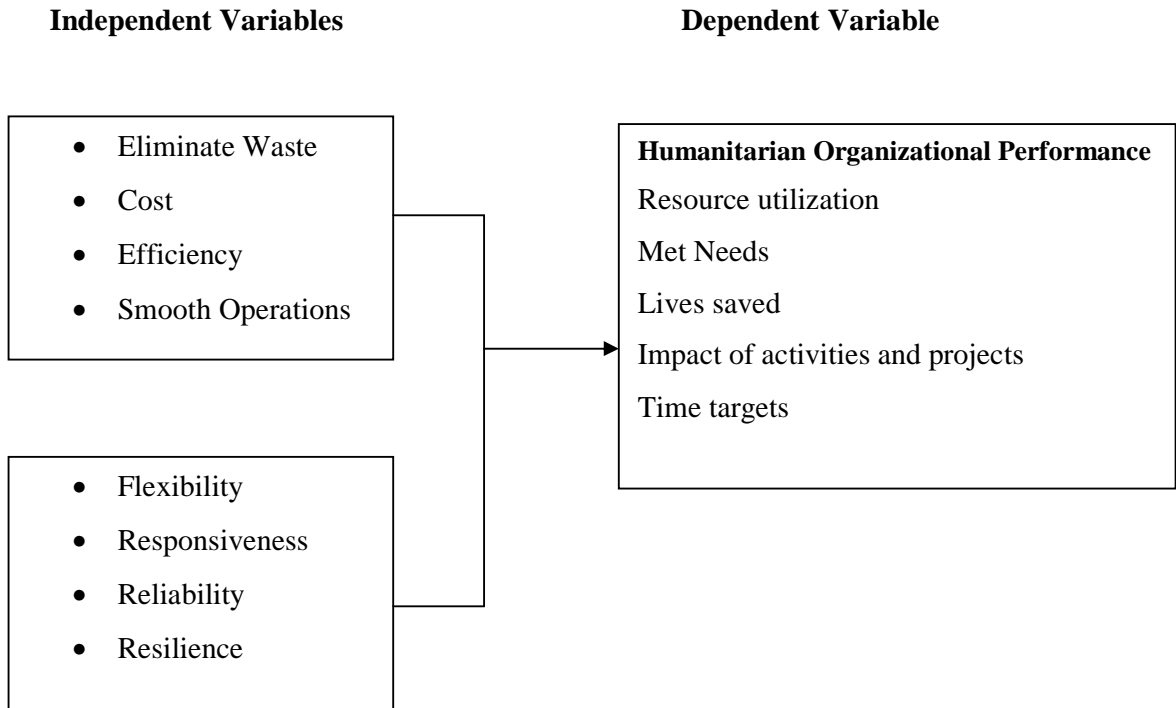 Independent Variables
Dependent Variable
• Eliminate Waste
• Cost
• Efficiency
• Smooth Operations
Humanitarian Organizational Performance
Resource utilization
Met Needs
Lives saved
Impact of activities and projects
Time targets
• Flexibility
• Responsiveness
• Reliability
• Resilience